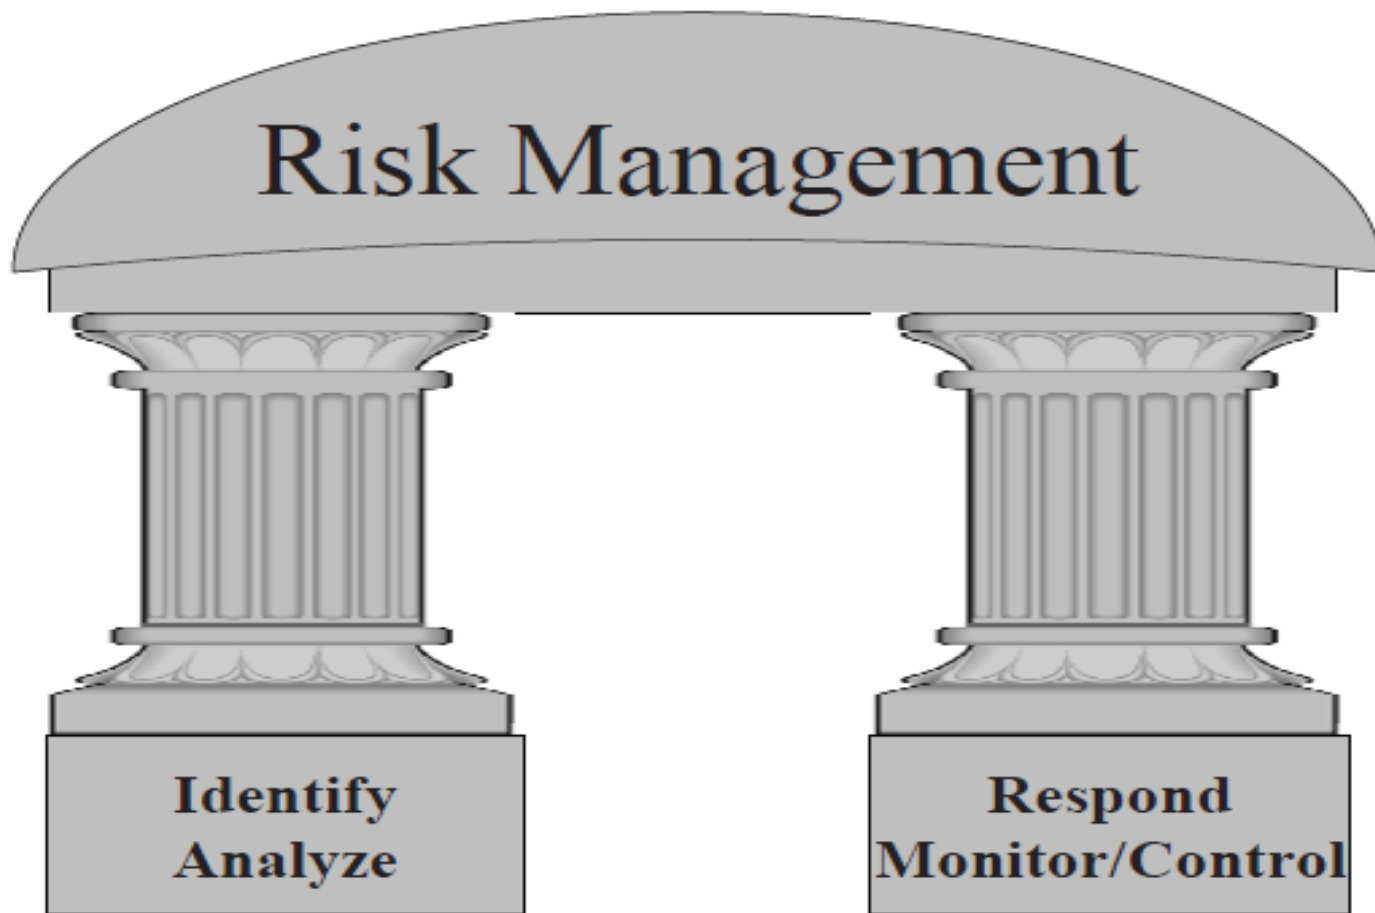 Risk Management
Identify
Analyze
Respond
Monitor/Control